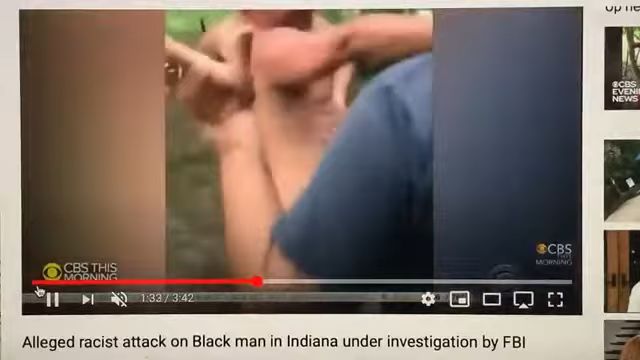 CBS
EVENING
NEWS
CBS THIS
MORNING
CBS
THIS
MORNING
1:33 / 3:42
Alleged racist attack on Black man in Indiana under investigation by FBI